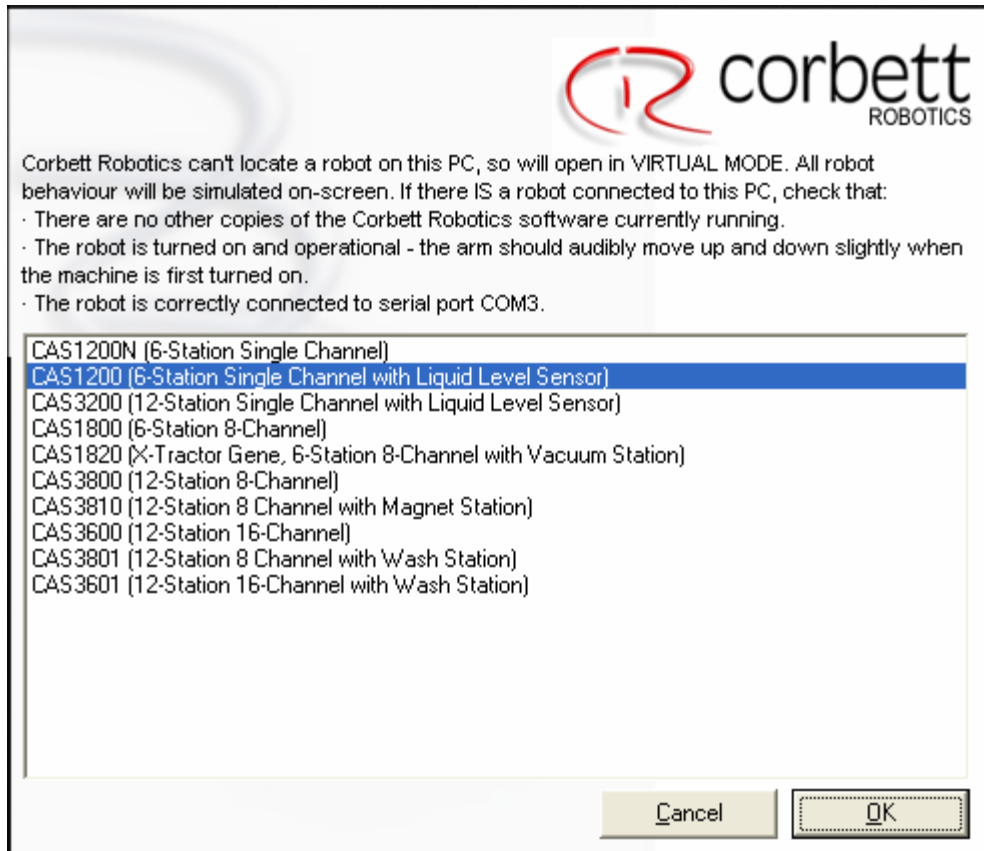 corbett
ROBOTICS
Corbett Robotics can't locate a robot on this PC, so will open in VIRTUAL MODE. All robot
behaviour will be simulated on-screen. If there IS a robot connected to this PC, check that:
· There are no other copies of the Corbett Robotics software currently running.
· The robot is turned on and operational - the arm should audibly move up and down slightly when
the machine is first turned on.
· The robot is correctly connected to serial port COM3.
CAS1200N (6-Station Single Channel)
CAS1200 (6-Station Single Channel with Liquid Level Sensor)
CAS3200 (12-Station Single Channel with Liquid Level Sensor)
CAS1800 (6-Station 8-Channel)
CAS1820 (X-Tractor Gene, 6-Station 8-Channel with Vacuum Station)
CAS3800 (12-Station 8-Channel)
CAS3810 (12-Station 8 Channel with Magnet Station)
CAS3600 (12-Station 16-Channel)
CAS3801 (12-Station 8 Channel with Wash Station)
CAS3601 (12-Station 16-Channel with Wash Station)
Cancel OK